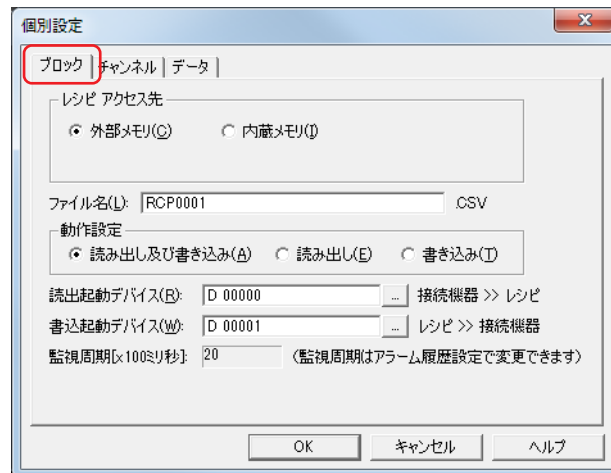 個別設定
ブロック チャンネル データ
レシピ アクセス先
外部メモリ(C) 内蔵メモリ(I)
ファイル名(L): RCP0001 .CSV
動作設定
読み出し及び書き込み(A) 読み出し(E) 書き込み(T)
読出起動デバイス(R): D 00000 ... 接続機器 >> レシピ
書込起動デバイス(W): D 00001 ... レシピ >> 接続機器
監視周期[x100ミリ秒]: 20 (監視周期はアラーム履歴設定で変更できます)
OK キャンセル ヘルプ